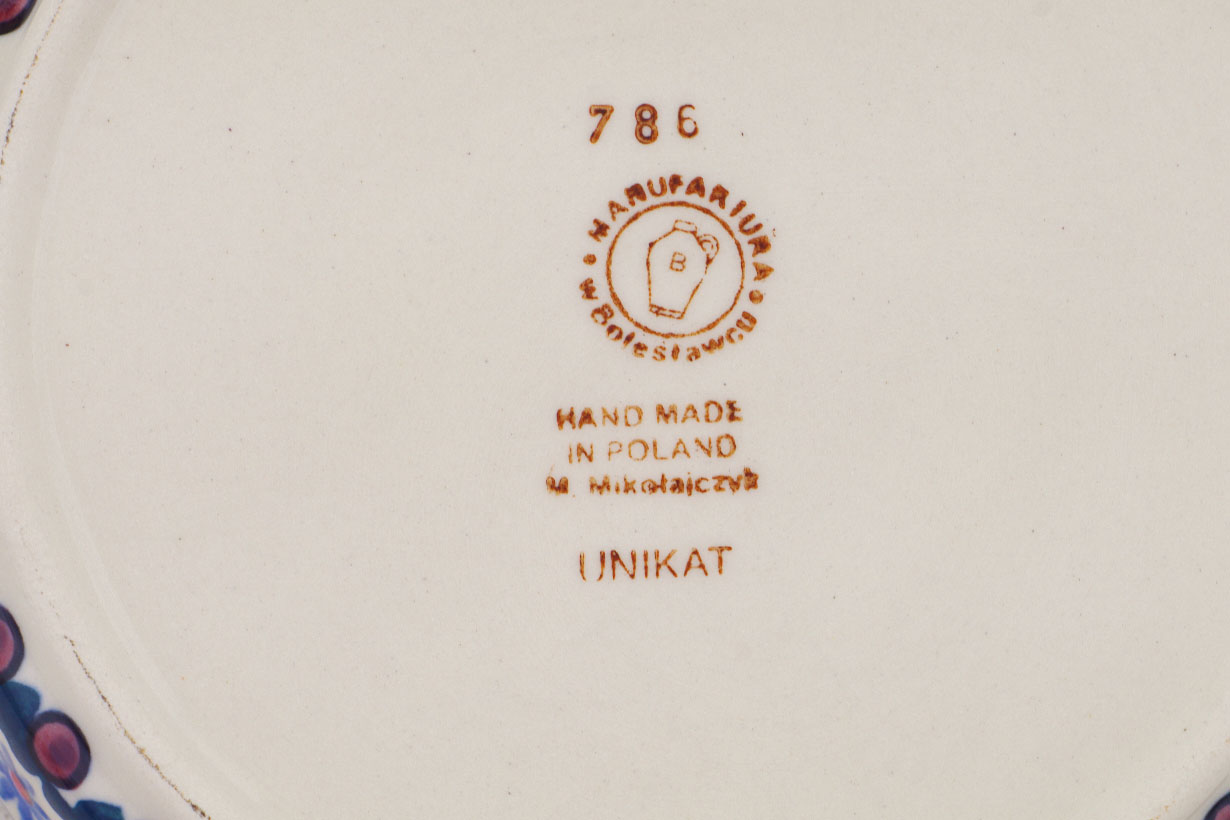 786
MANUFAKTURA
w Bolesławcu
B
HAND MADE
IN POLAND
M. Mikołajczyk
UNIKAT